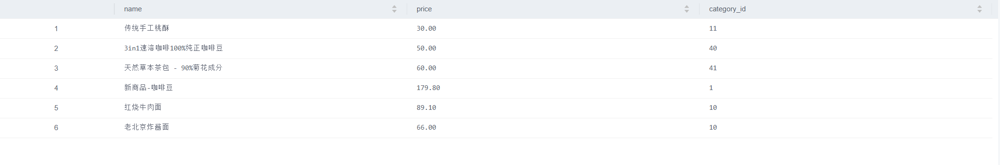 name price category_id
1 传统手工桃酥 30.00 11
2 3in1速溶咖啡100%纯正咖啡豆 50.00 40
3 天然草本茶包 - 90%菊花成分 60.00 41
4 新商品-咖啡豆 179.80 1
5 红烧牛肉面 89.10 10
6 老北京炸酱面 66.00 10